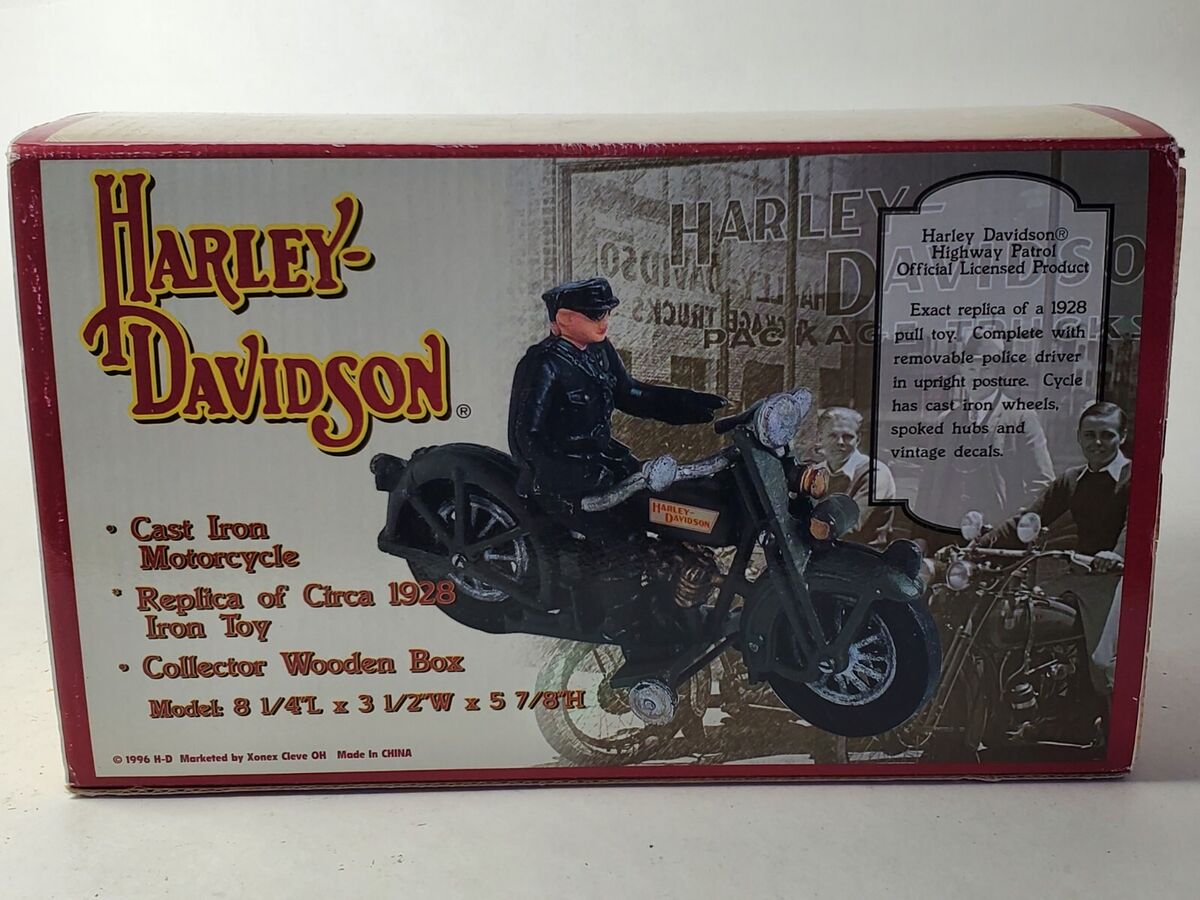 HARLEY-
DAVIDSON®
• Cast Iron
Motorcycle
• Replica of Circa 1928
Iron Toy
• Collector Wooden Box
Model: 8 1/4"L x 3 1/2"W x 5 7/8"H
© 1996 H-D Marketed by Xonex Cleve OH Made In CHINA
HARLEY-
DAVIDSON
HARLEY-
DAVIDSO
PACKAGE TRUCKS
Harley Davidson®
Highway Patrol
Official Licensed Product
Exact replica of a 1928
pull toy. Complete with
removable police driver
in upright posture. Cycle
has cast iron wheels,
spoked hubs and
vintage decals.